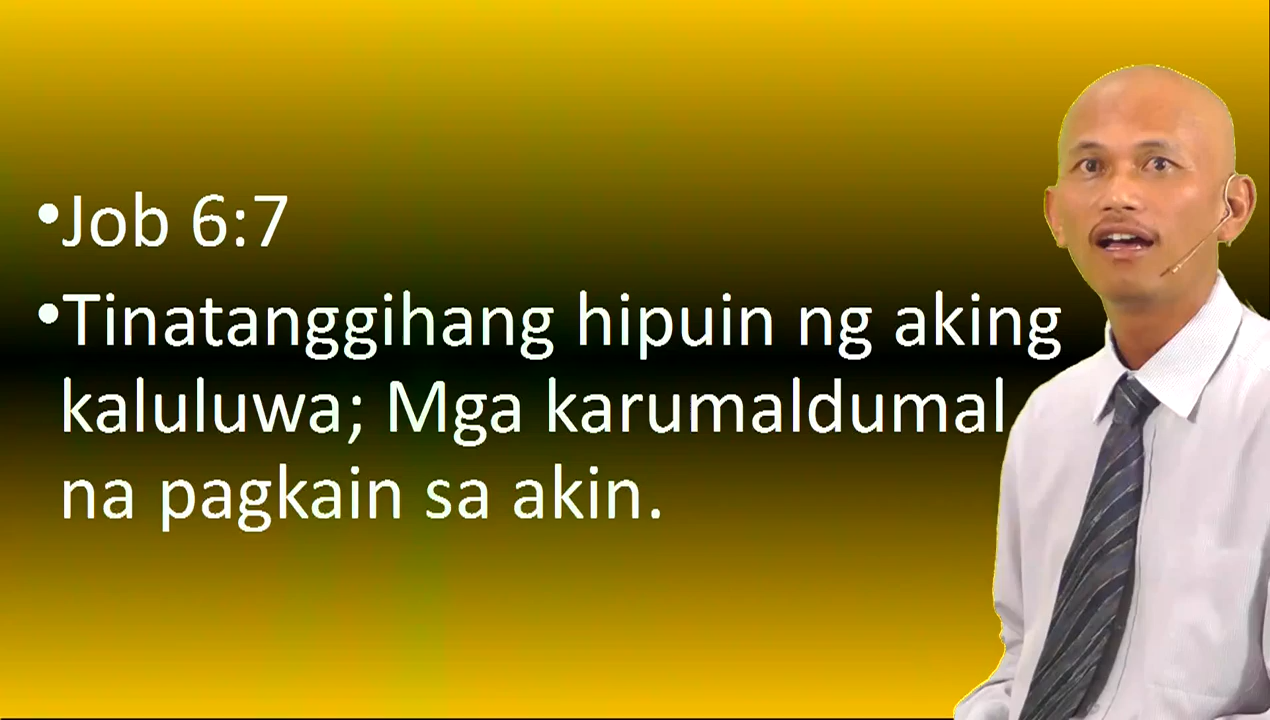 •Job 6:7
•Tinatanggihang hipuin ng aking
kaluluwa; Mga karumaldumal
na pagkain sa akin.